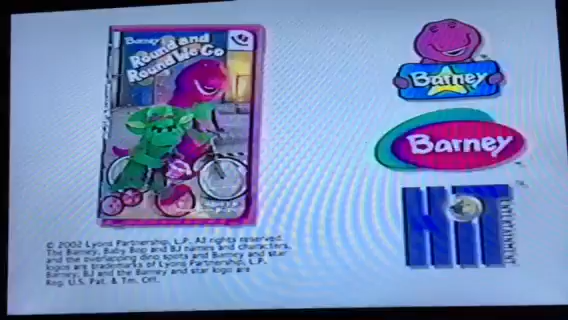 Barney
Round and
Round We Go
Barney
Barney
HiT
ENTERTAINMENT
© 2002 Lyons Partnership, L.P. All rights reserved.
The Barney, Baby Bop and BJ names and characters,
and the overlapping dino spots and Barney and star
logos are trademarks of Lyons Partnership, L.P.
Barney, BJ and the Barney and star logo are
Reg. U.S. Pat. & Tm. Off.